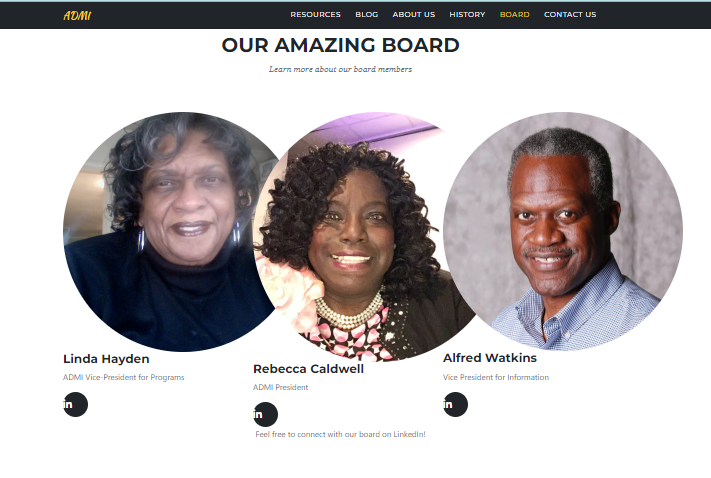 ADMI RESOURCES BLOG ABOUT US HISTORY BOARD CONTACT US
OUR AMAZING BOARD
Learn more about our board members
Linda Hayden
ADMI Vice-President for Programs
in
Rebecca Caldwell
ADMI President
in
Alfred Watkins
Vice President for Information
in
Feel free to connect with our board on LinkedIn!